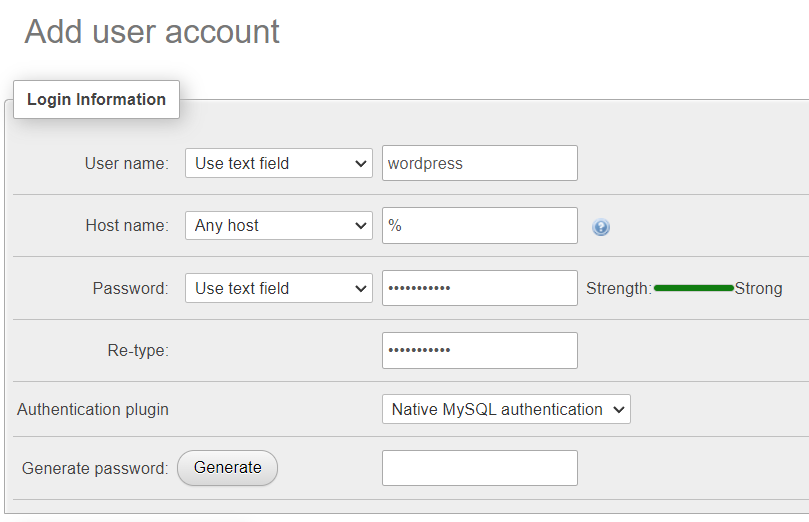 Add user account
Login Information
User name: Use text field wordpress
Host name: Any host %
Password: Use text field ••••••••••• Strength: Strong
Re-type: •••••••••••
Authentication plugin Native MySQL authentication
Generate password: Generate